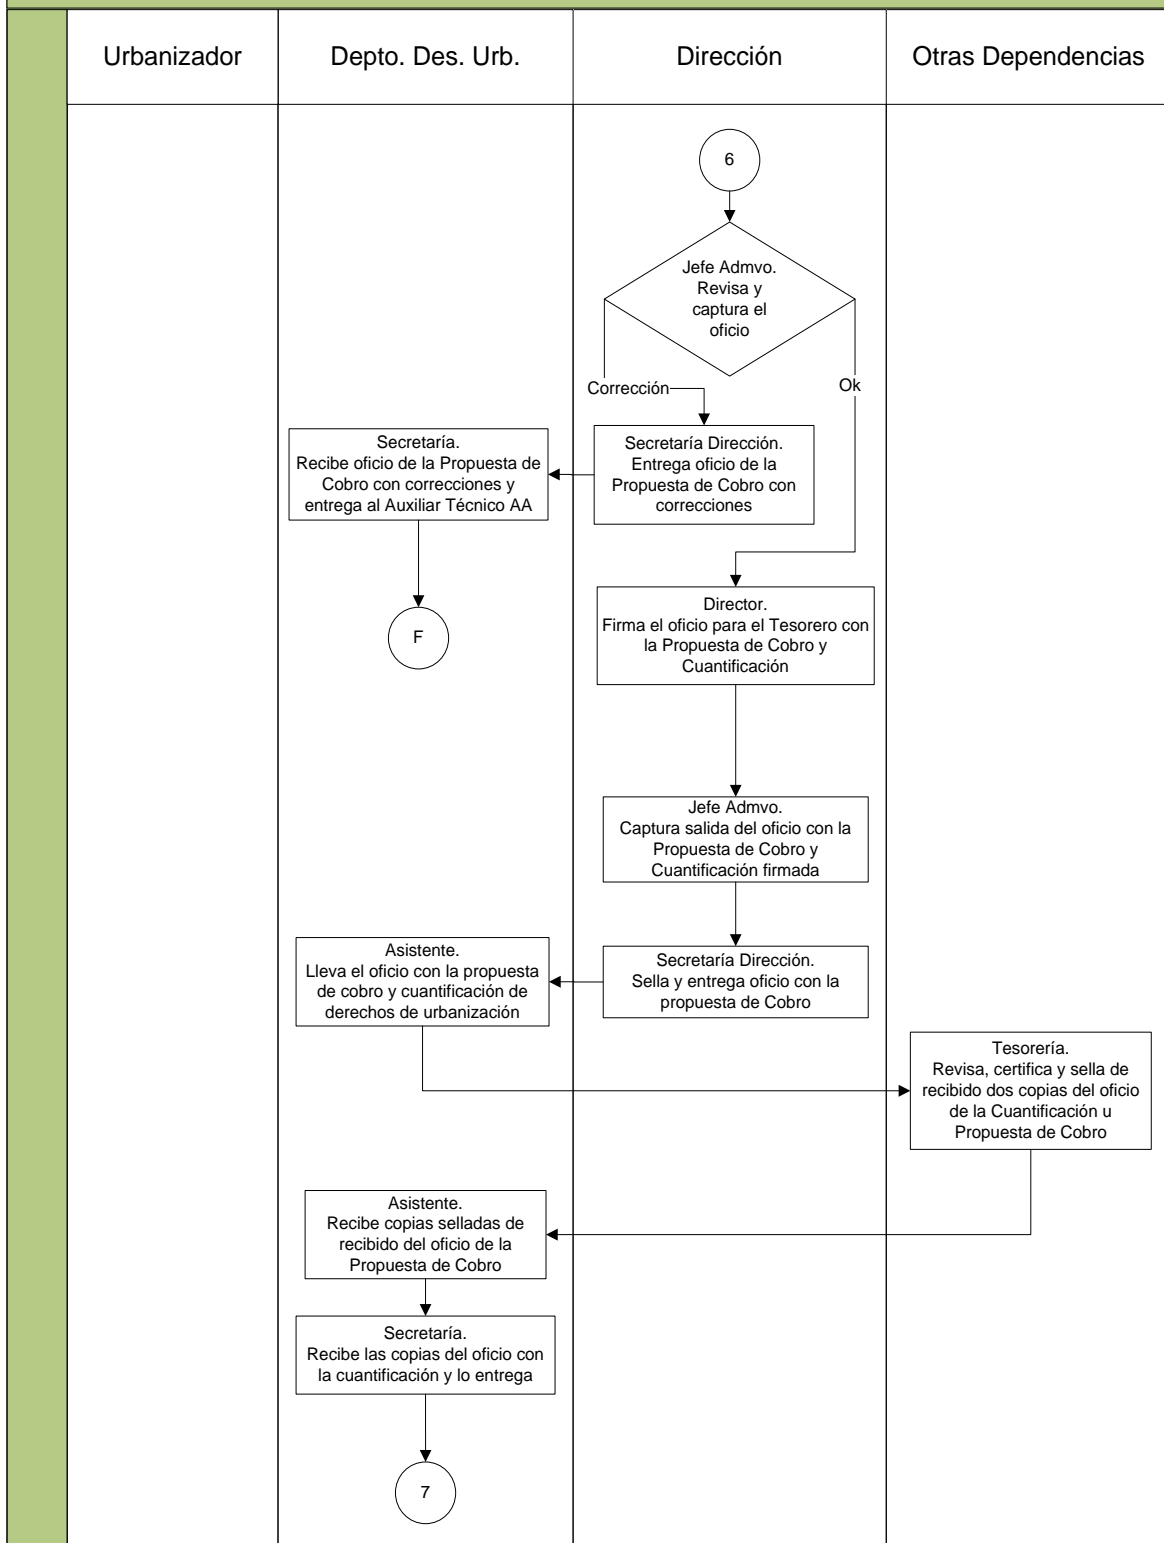 Urbanizador
Depto. Des. Urb.
Dirección
Otras Dependencias
6
Jefe Admvo.
Revisa y
captura el
oficio
Corrección
Ok
Secretaría.
Recibe oficio de la Propuesta de
Cobro con correcciones y
entrega al Auxiliar Técnico AA
Secretaría Dirección.
Entrega oficio de la
Propuesta de Cobro con
correcciones
F
Director.
Firma el oficio para el Tesorero con
la Propuesta de Cobro y
Cuantificación
Jefe Admvo.
Captura salida del oficio con la
Propuesta de Cobro y
Cuantificación firmada
Asistente.
Lleva el oficio con la propuesta
de cobro y cuantificación de
derechos de urbanización
Secretaría Dirección.
Sella y entrega oficio con la
propuesta de Cobro
Tesorería.
Revisa, certifica y sella de
recibido dos copias del oficio
de la Cuantificación u
Propuesta de Cobro
Asistente.
Recibe copias selladas de
recibido del oficio de la
Propuesta de Cobro
Secretaría.
Recibe las copias del oficio con
la cuantificación y lo entrega
7